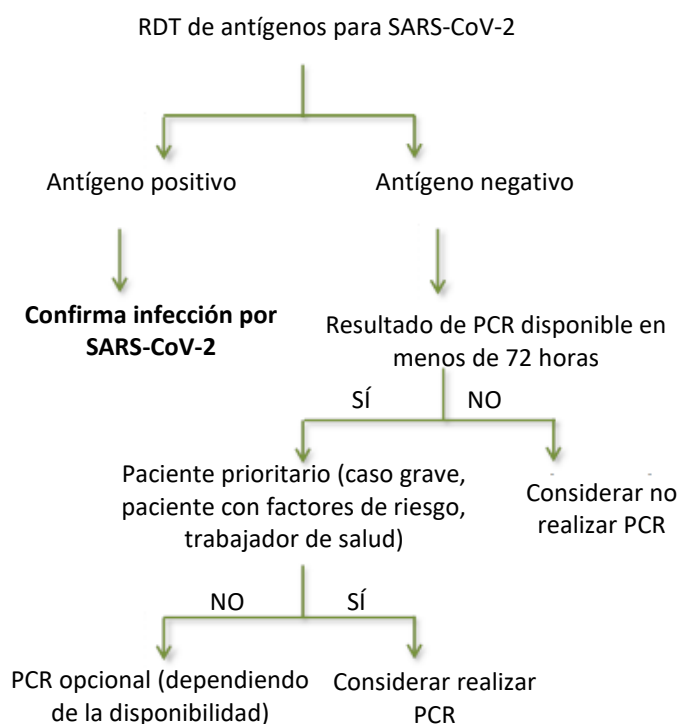 RDT de antígenos para SARS-CoV-2
Antígeno positivo
Antígeno negativo
Confirma infección por
SARS-CoV-2
Resultado de PCR disponible en
menos de 72 horas
SÍ
NO
Paciente prioritario (caso grave,
paciente con factores de riesgo,
trabajador de salud)
Considerar no
realizar PCR
NO
SÍ
PCR opcional (dependiendo
de la disponibilidad)
Considerar realizar
PCR